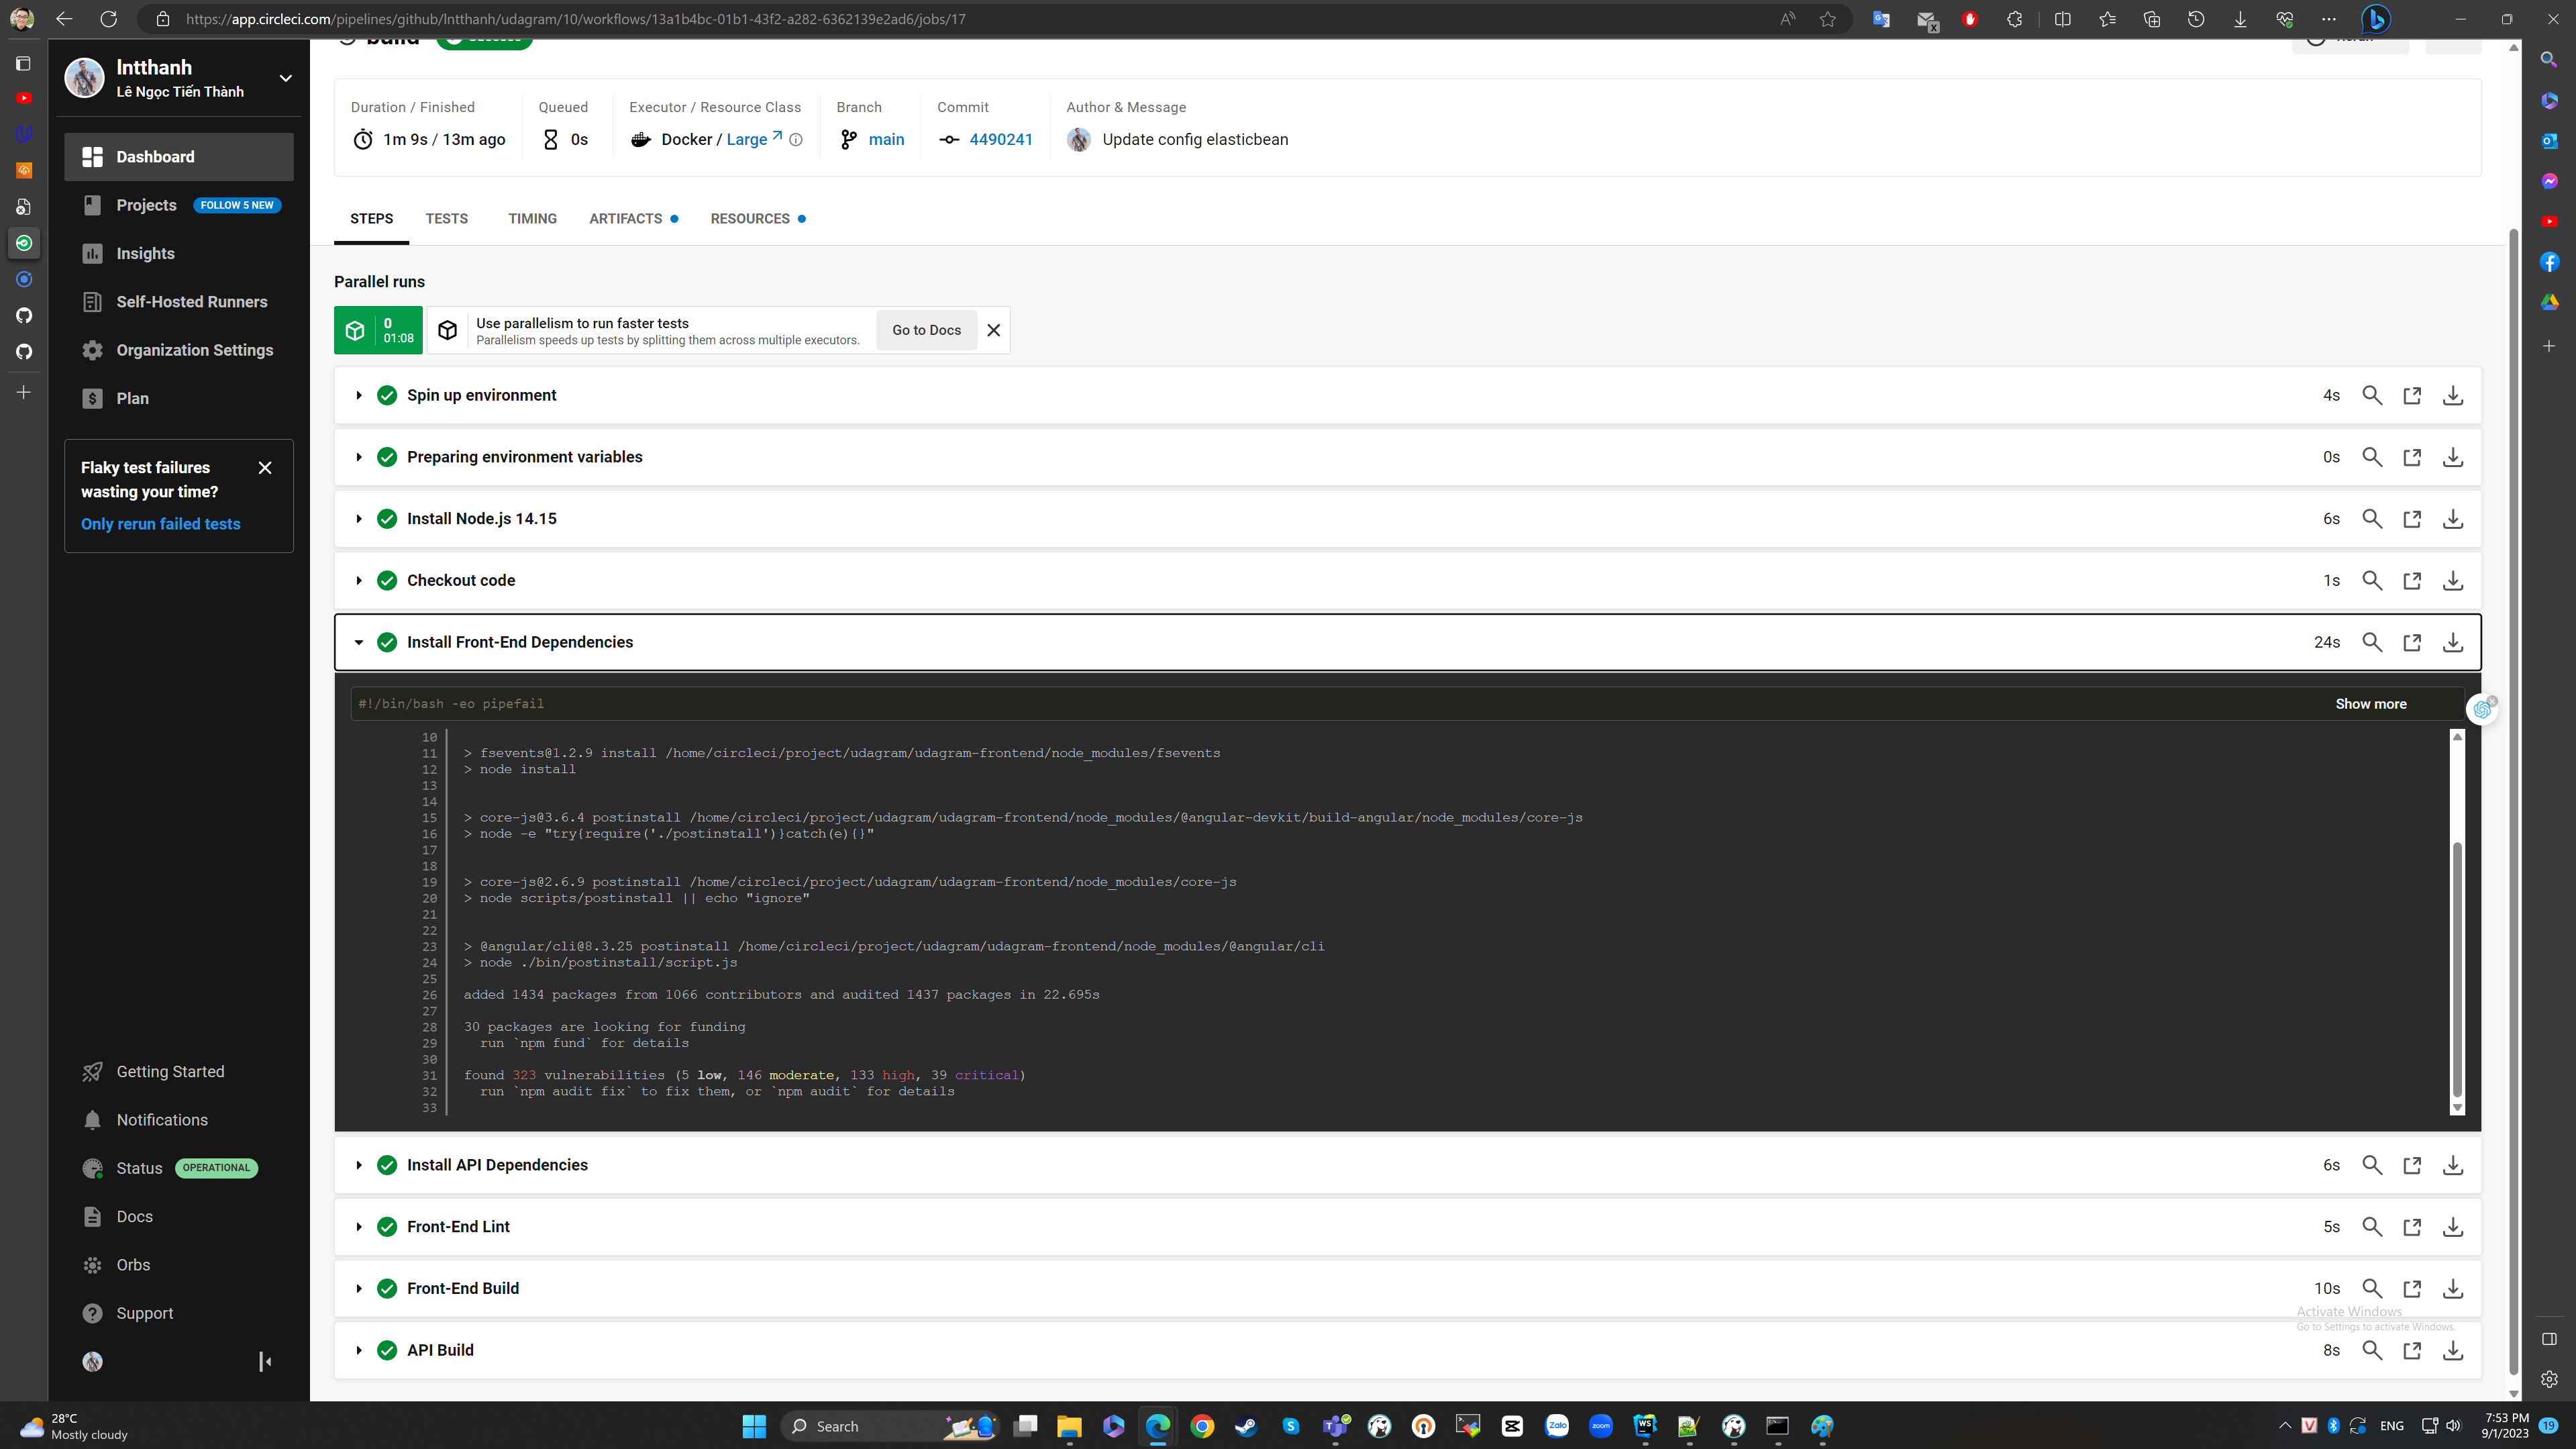 https://app.circleci.com/pipelines/github/lntthanh/udagram/10/workflows/13a1b4bc-01b1-43f2-a282-6362139e2ad6/jobs/17
lntthanh
Lê Ngọc Tiến Thành
Dashboard
Projects FOLLOW 5 NEW
Insights
Self-Hosted Runners
Organization Settings
Plan
Flaky test failures
wasting your time?
Only rerun failed tests
Getting Started
Notifications
Status OPERATIONAL
Docs
Orbs
Support
build
Duration / Finished
1m 9s / 13m ago
Queued
0s
Executor / Resource Class
Docker / Large
Branch
main
Commit
4490241
Author & Message
Update config elasticbean
STEPS TESTS TIMING ARTIFACTS RESOURCES
Parallel runs
0
01:08
Use parallelism to run faster tests
Parallelism speeds up tests by splitting them across multiple executors.
Go to Docs
Spin up environment 4s
Preparing environment variables 0s
Install Node.js 14.15 6s
Checkout code 1s
Install Front-End Dependencies 24s
#!/bin/bash -eo pipefail Show more
10
11 > fsevents@1.2.9 install /home/circleci/project/udagram/udagram-frontend/node_modules/fsevents
12 > node install
13
14
15 > core-js@3.6.4 postinstall /home/circleci/project/udagram/udagram-frontend/node_modules/@angular-devkit/build-angular/node_modules/core-js
16 > node -e "try{require('./postinstall')}catch(e){}"
17
18
19 > core-js@2.6.9 postinstall /home/circleci/project/udagram/udagram-frontend/node_modules/core-js
20 > node scripts/postinstall || echo "ignore"
21
22
23 > @angular/cli@8.3.25 postinstall /home/circleci/project/udagram/udagram-frontend/node_modules/@angular/cli
24 > node ./bin/postinstall/script.js
25
26 added 1434 packages from 1066 contributors and audited 1437 packages in 22.695s
27
28 30 packages are looking for funding
29 run `npm fund` for details
30
31 found 323 vulnerabilities (5 low, 146 moderate, 133 high, 39 critical)
32 run `npm audit fix` to fix them, or `npm audit` for details
33
Install API Dependencies 6s
Front-End Lint 5s
Front-End Build 10s
API Build 8s
Activate Windows
Go to Settings to activate Windows.
28°C
Mostly cloudy
Search
Zalo
zoom
WS
ENG
7:53 PM
9/1/2023
19